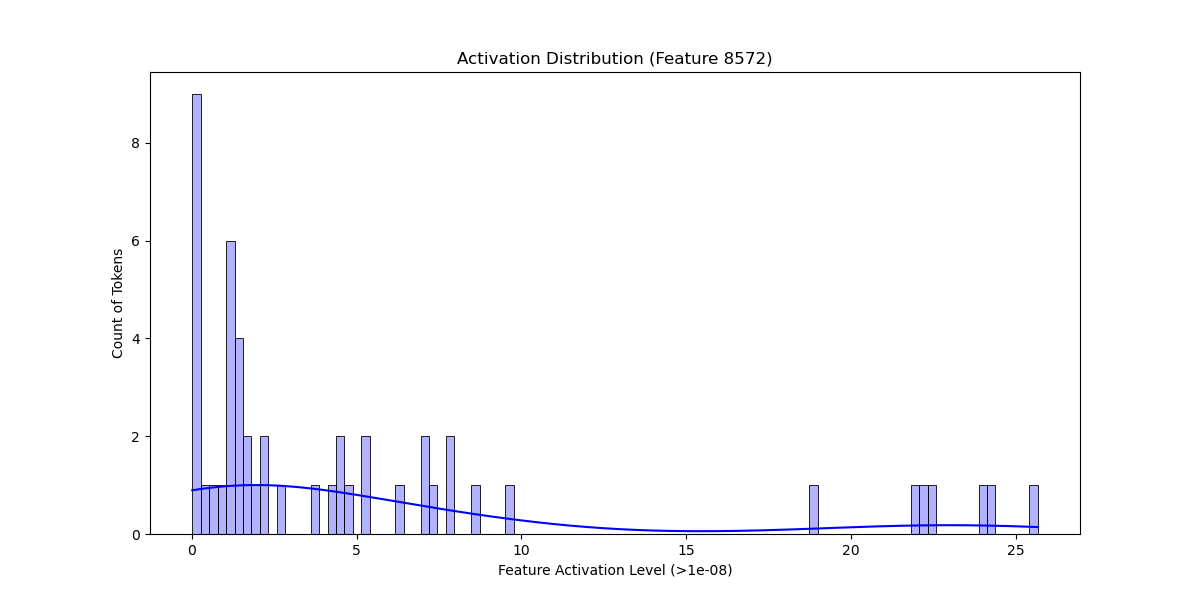 Activation Distribution (Feature 8572)
Count of Tokens
8
6
4
2
0
0 5 10 15 20 25
Feature Activation Level (>1e-08)